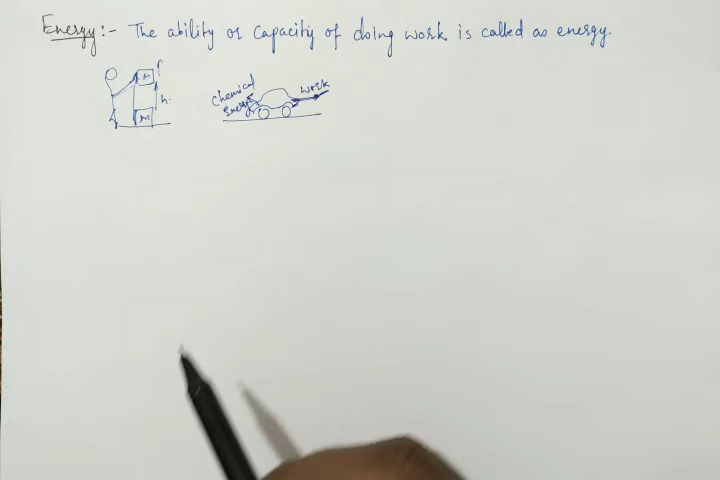 Energy:- The ability or capacity of doing work is called as energy.
M
h.
M
Chemical
Energy
work